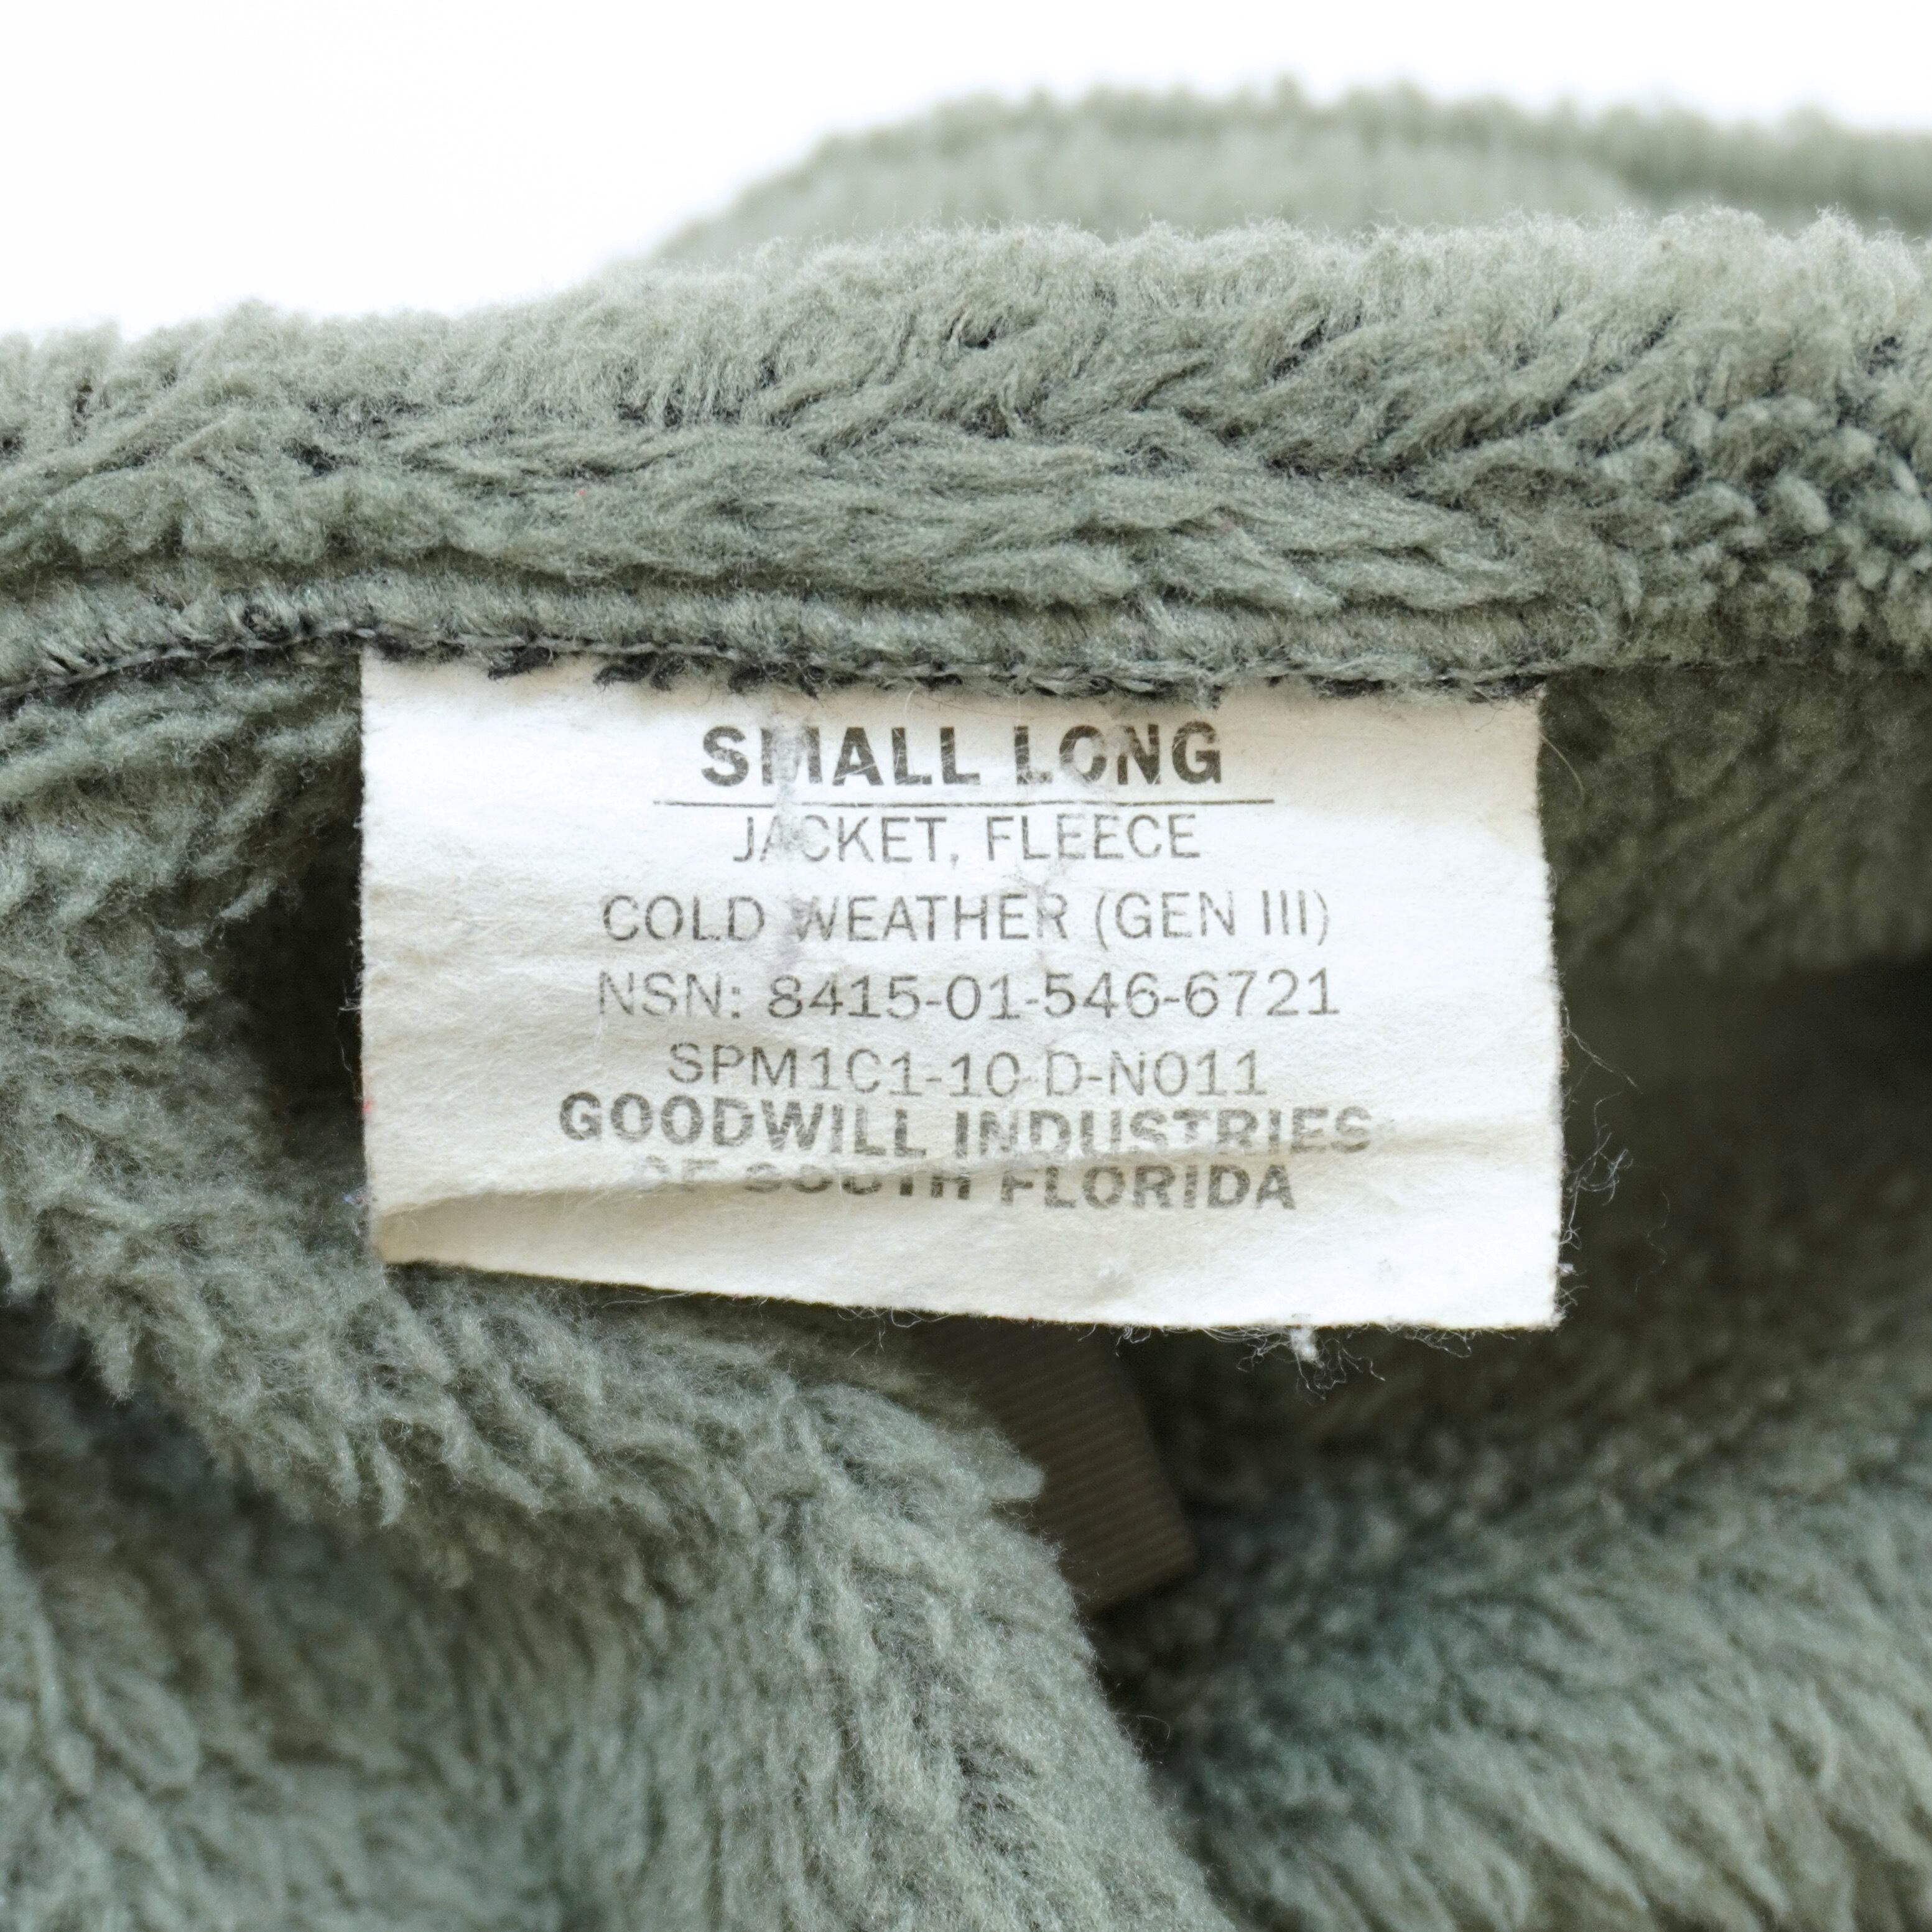 SMALL LONG
JACKET, FLEECE
COLD WEATHER (GEN III)
NSN: 8415-01-546-6721
SPM1C1-10-D-N011
GOODWILL INDUSTRIES
OF SOUTH FLORIDA